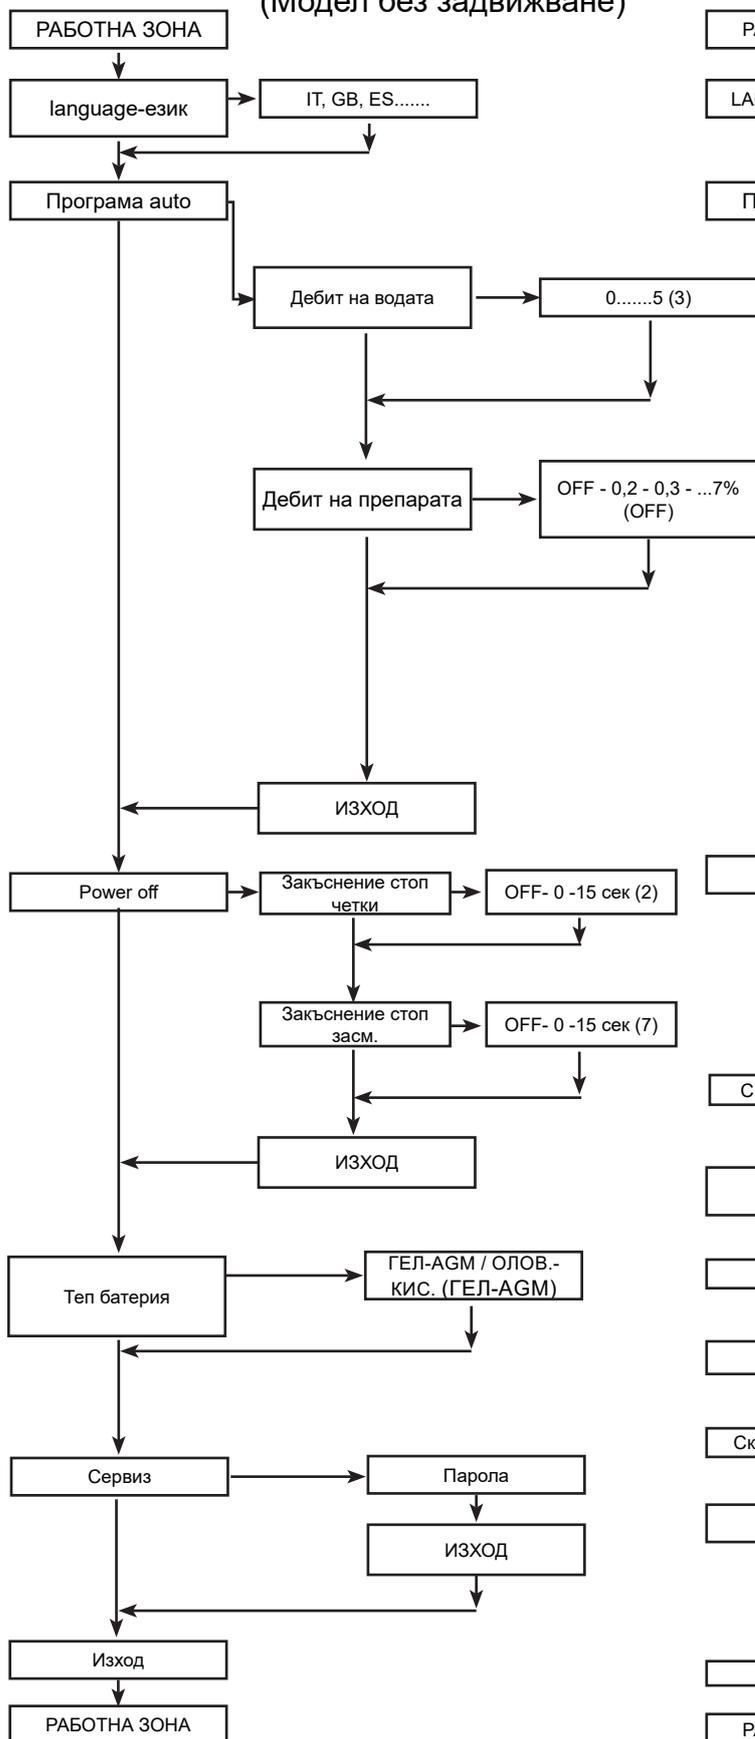 (Модел без задвижване)
РАБОТНА ЗОНА
language-език
IT, GB, ES.......
Програма auto
Дебит на водата
0.......5 (3)
Дебит на препарата
OFF - 0,2 - 0,3 - ...7%
(OFF)
ИЗХОД
Power off
Закъснение стоп
четки
OFF- 0 -15 сек (2)
Закъснение стоп
засм.
OFF- 0 -15 сек (7)
ИЗХОД
Теп батерия
ГЕЛ-AGM / ОЛОВ.-
КИС. (ГЕЛ-AGM)
Сервиз
Парола
ИЗХОД
Изход
РАБОТНА ЗОНА